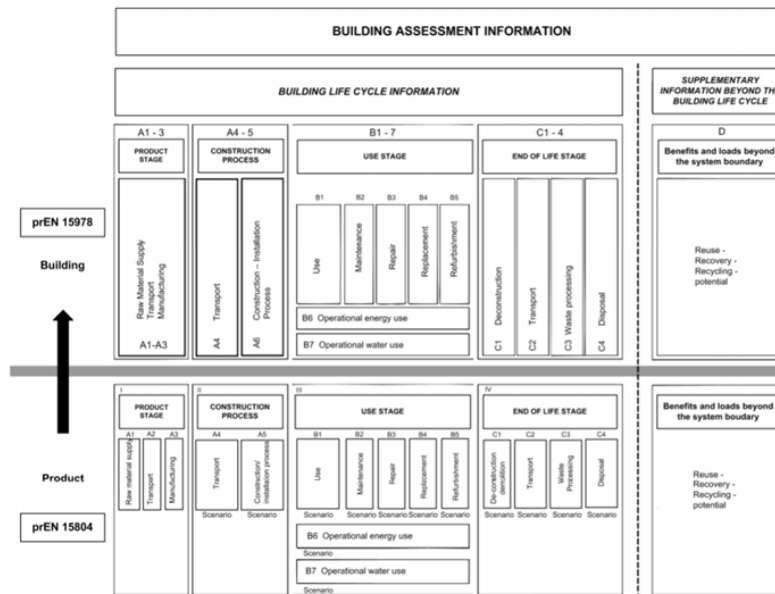 BUILDING ASSESSMENT INFORMATION
BUILDING LIFE CYCLE INFORMATION
SUPPLEMENTARY
INFORMATION BEYOND TH
BUILDING LIFE CYCLE
A1 - 3
A4 - 5
B1 - 7
C1 - 4
D
PRODUCT
STAGE
CONSTRUCTION
PROCESS
USE STAGE
END OF LIFE STAGE
Benefits and loads beyond
the system boundary
prEN 15978
Building
Raw Material Supply
Transport
Manufacturing
A1-A3
Transport
A4
Construction – Installation
Process
A6
B1
Use
B2
Maintenance
B3
Repair
B4
Replacement
B5
Refurbishment
B6 Operational energy use
B7 Operational water use
C1 Deconstruction
C2 Transport
C3 Waste processing
C4 Disposal
Reuse -
Recovery -
Recycling -
potential
I
PRODUCT
STAGE
II
CONSTRUCTION
PROCESS
III
USE STAGE
IV
END OF LIFE STAGE
Benefits and loads beyond
the system boudary
Product
prEN 15804
A1
Raw material supply
A2
Transport
A3
Manufacturing
A4
Transport
Scenario
A5
Construction/
installaion process
Scenario
B1
Use
Scenario
B2
Maintenance
Scenario
B3
Repair
Scenario
B4
Replacement
Scenario
B5
Refurbishment
Scenario
B6 Operational energy use
Scenario
B7 Operational water use
Scenario
C1
De-construction
demolition
Scenario
C2
Transport
Scenario
C3
Waste
Processing
Scenario
C4
Disposal
Scenario
Reuse -
Recovery -
Recycling -
potential